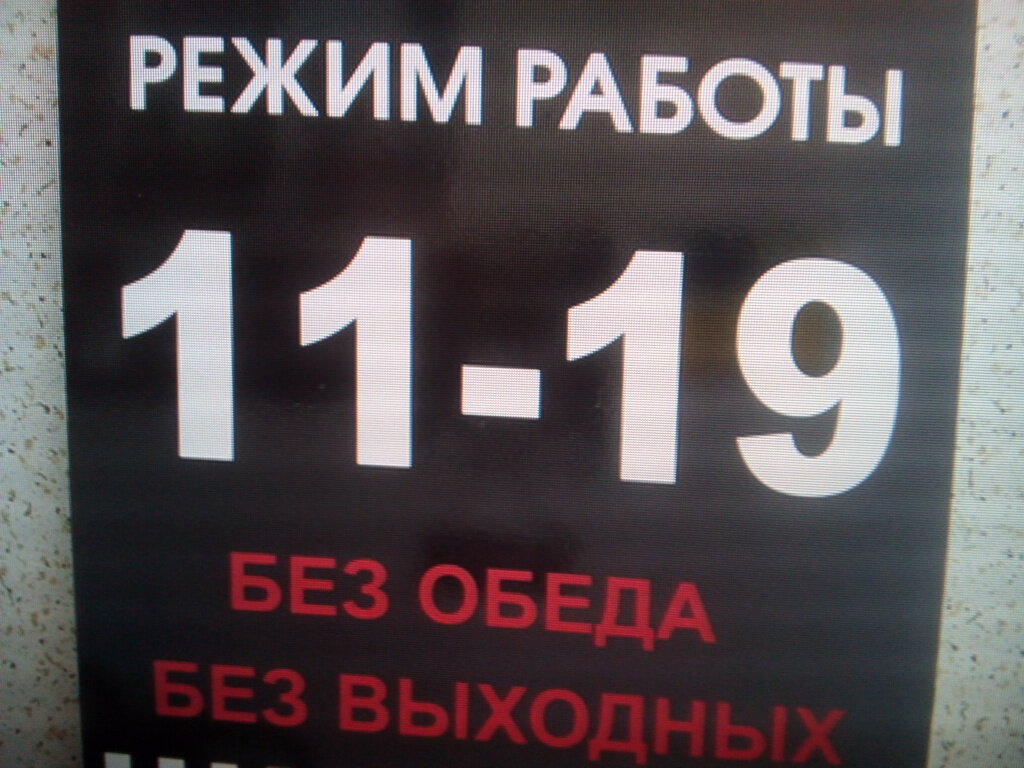 РЕЖИМ РАБОТЫ
11-19
БЕЗ ОБЕДА
БЕЗ ВЫХОДНЫХ